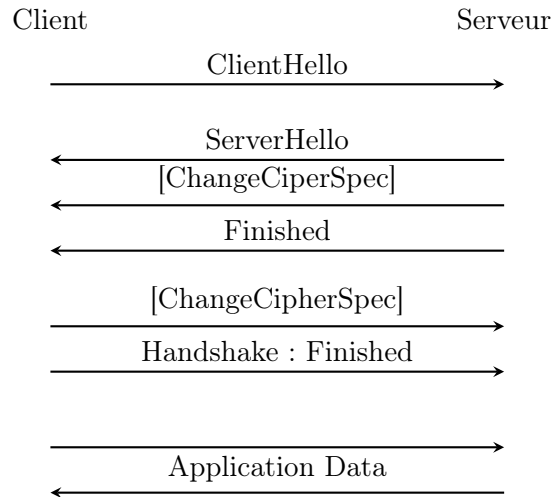 Client Serveur
ClientHello
ServerHello
[ChangeCiperSpec]
Finished
[ChangeCipherSpec]
Handshake : Finished
Application Data